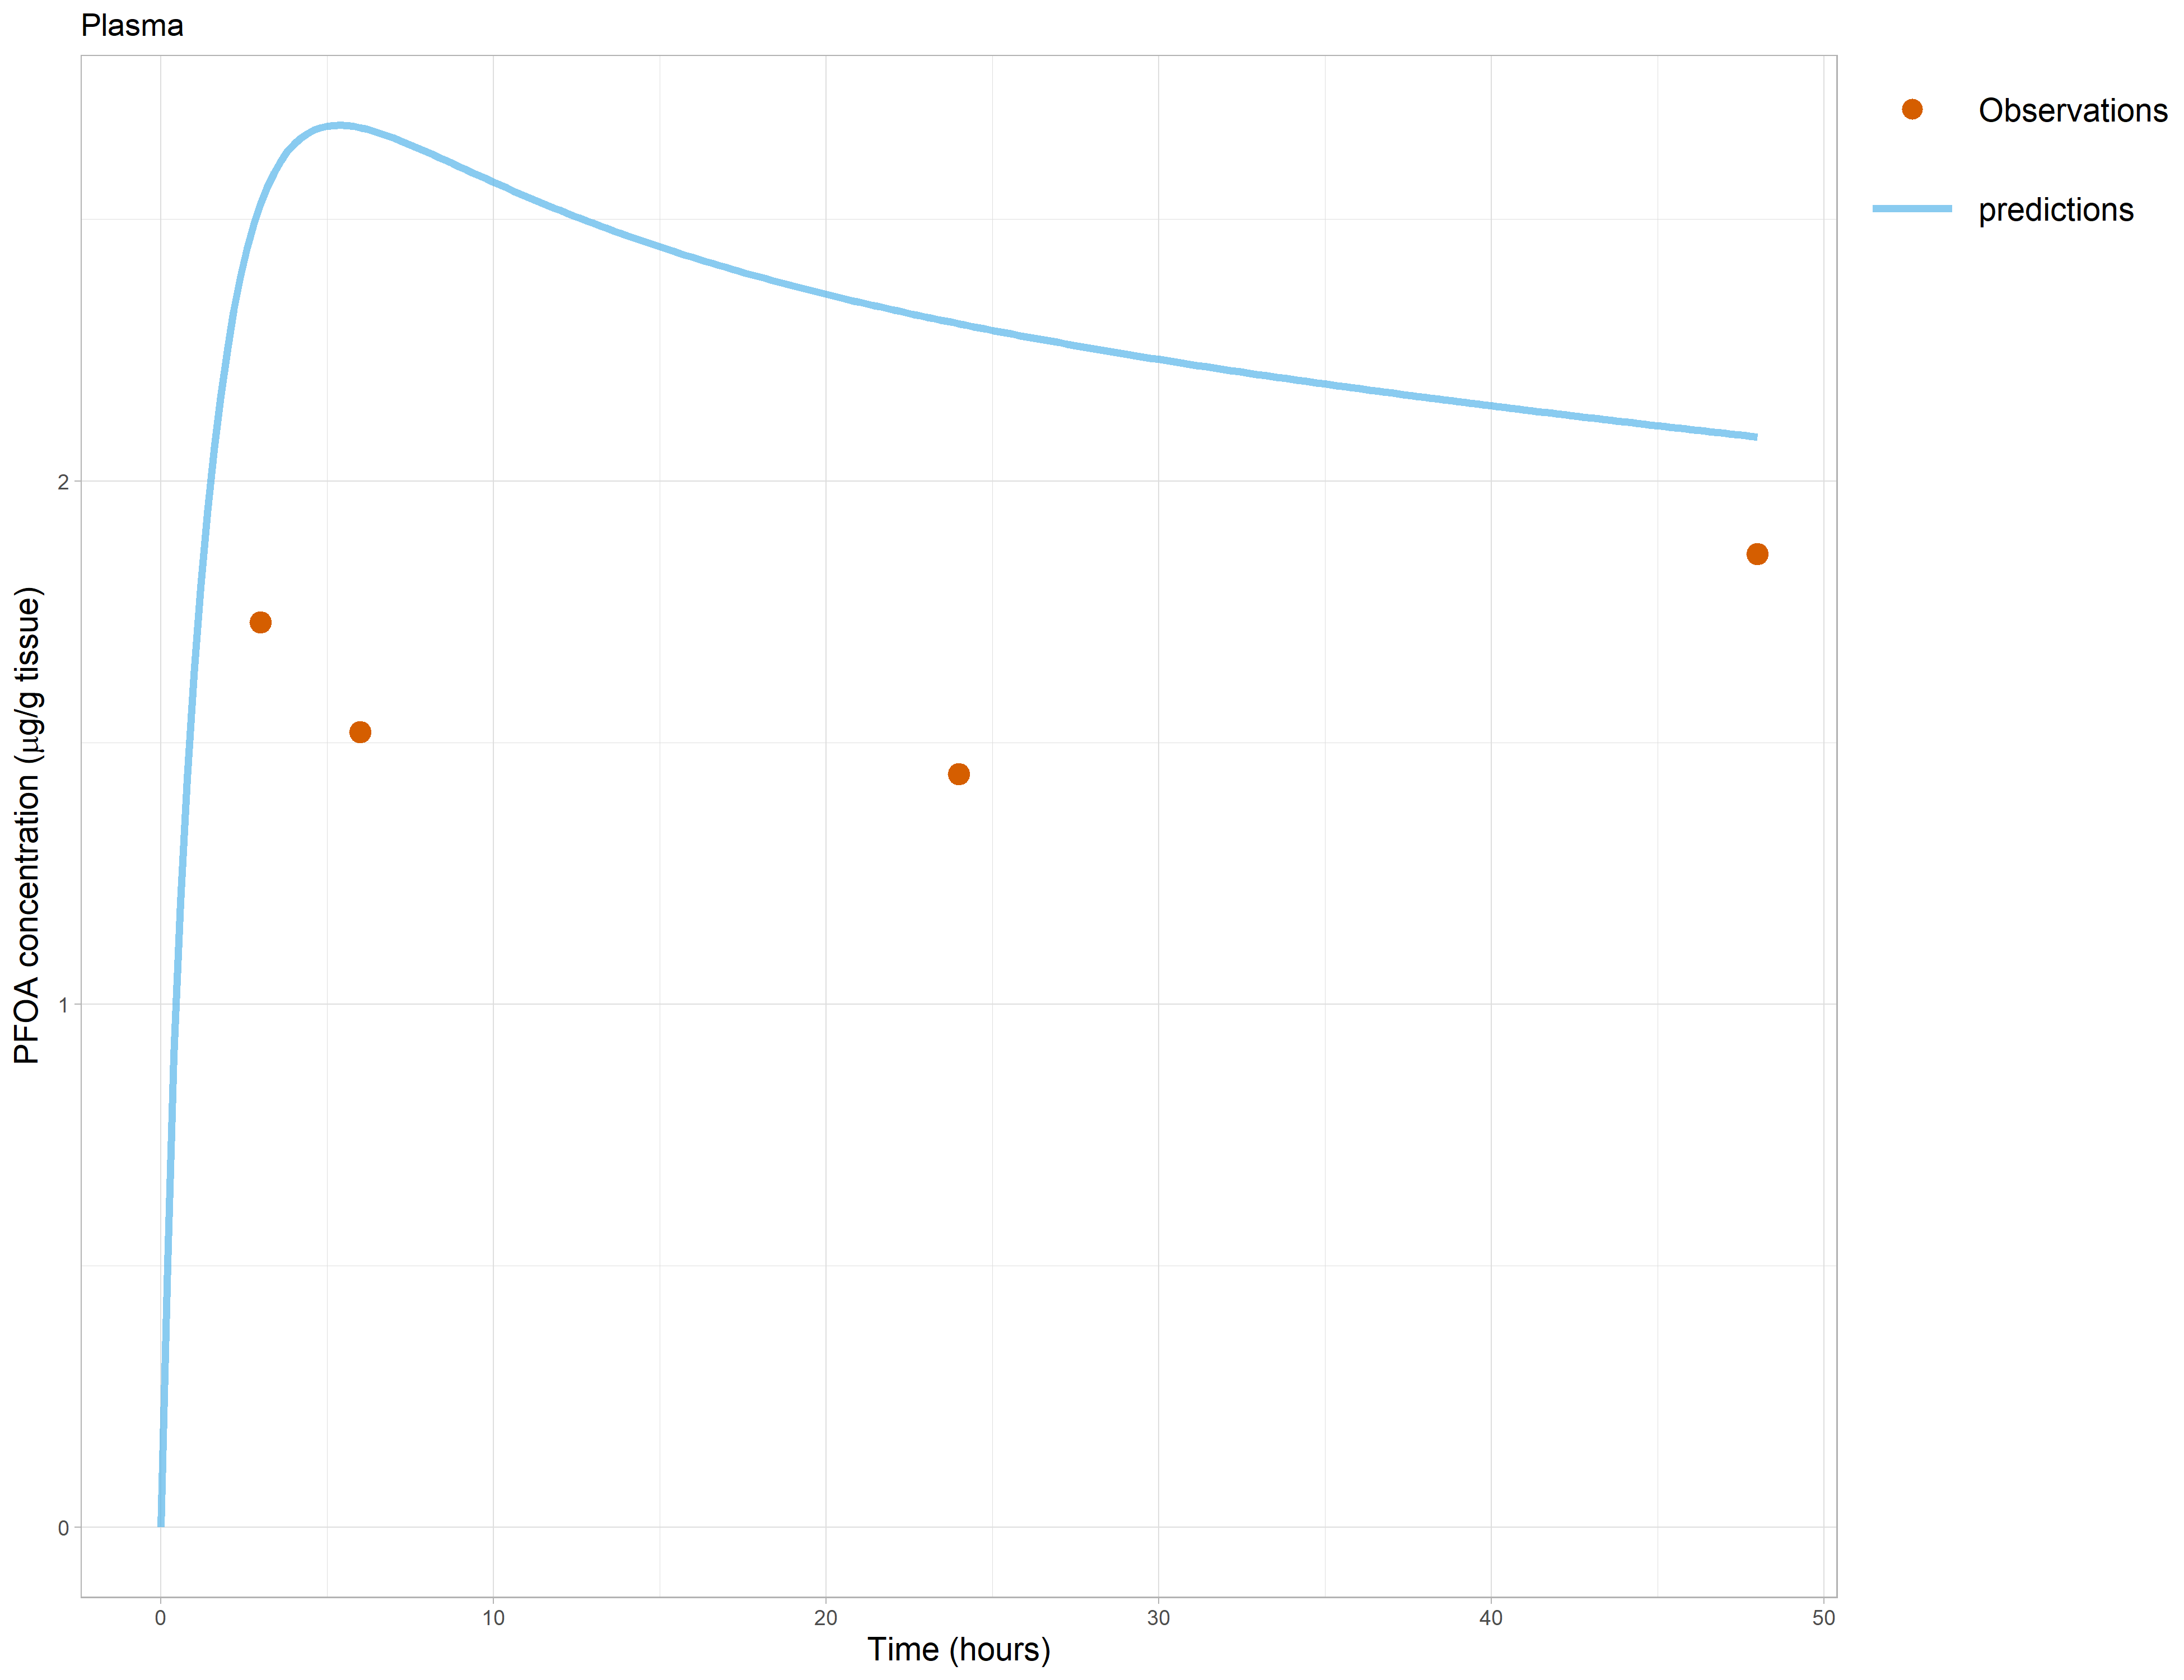 Plasma
Observations
predictions
PFOA concentration (μg/g tissue)
2
1
0
0 10 20 30 40 50
Time (hours)